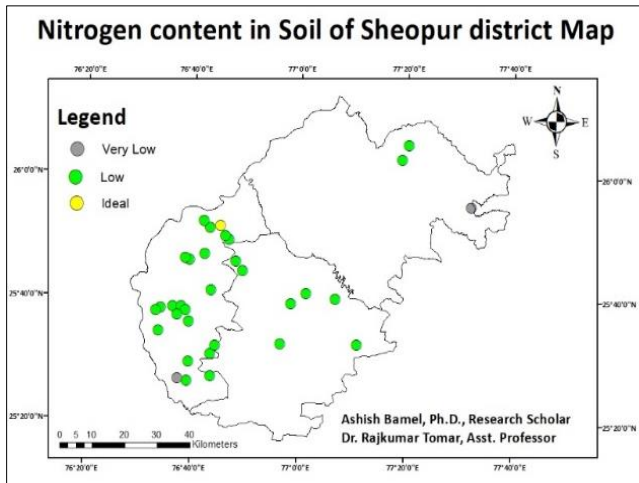 Nitrogen content in Soil of Sheopur district Map
76°20'0"E 76°40'0"E 77°0'0"E 77°20'0"E 77°40'0"E
N
W E
S
Legend
Very Low
Low
Ideal
26°0'0"N 26°0'0"N
25°40'0"N 25°40'0"N
25°20'0"N 25°20'0"N
Ashish Bamel, Ph.D., Research Scholar
Dr. Rajkumar Tomar, Asst. Professor
0 5 10 20 30 40
Kilometers
76°20'0"E 76°40'0"E 77°0'0"E 77°20'0"E 77°40'0"E